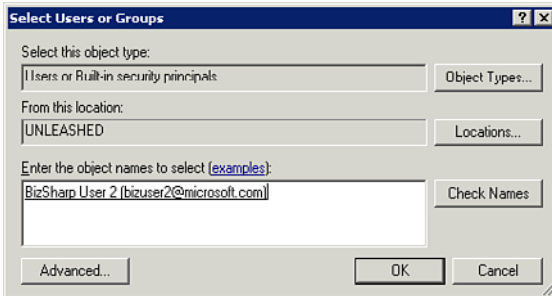 Select Users or Groups
Select this object type:
Users or Built-in security principals
Object Types...
From this location:
UNLEASHED
Locations...
Enter the object names to select (examples):
BizSharp User 2 (bizuser2@microsoft.com)
Check Names
Advanced...
OK
Cancel